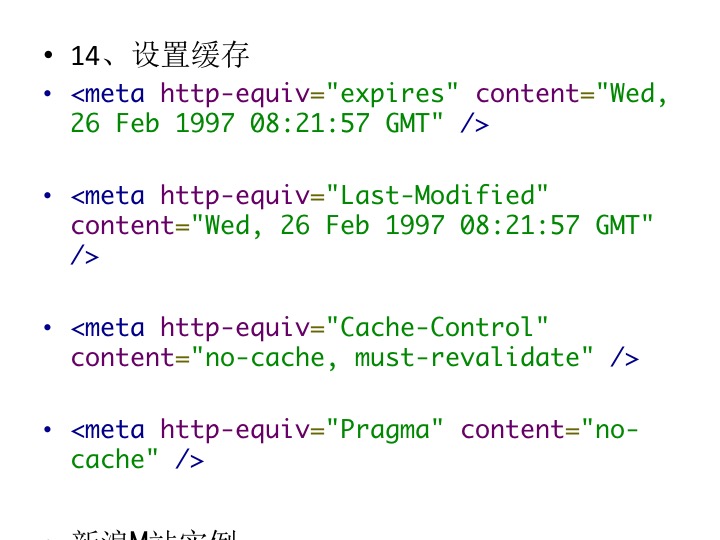 • 14、设置缓存
• <meta http-equiv="expires" content="Wed,
26 Feb 1997 08:21:57 GMT" />
• <meta http-equiv="Last-Modified"
content="Wed, 26 Feb 1997 08:21:57 GMT"
/>
• <meta http-equiv="Cache-Control"
content="no-cache, must-revalidate" />
• <meta http-equiv="Pragma" content="no-
cache" />
• 新浪M站实例